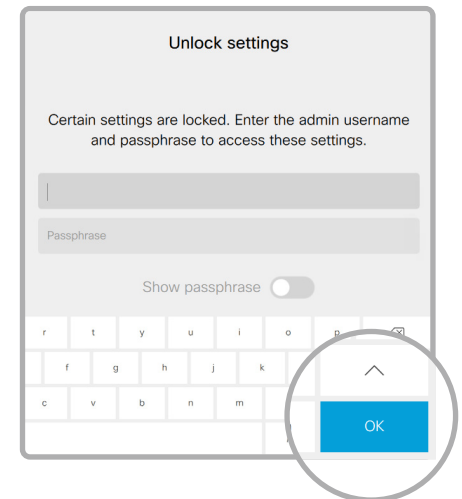 Unlock settings
Certain settings are locked. Enter the admin username
and passphrase to access these settings.
Passphrase
Show passphrase
r t y u i o p
f g h j k
c v b n m
OK